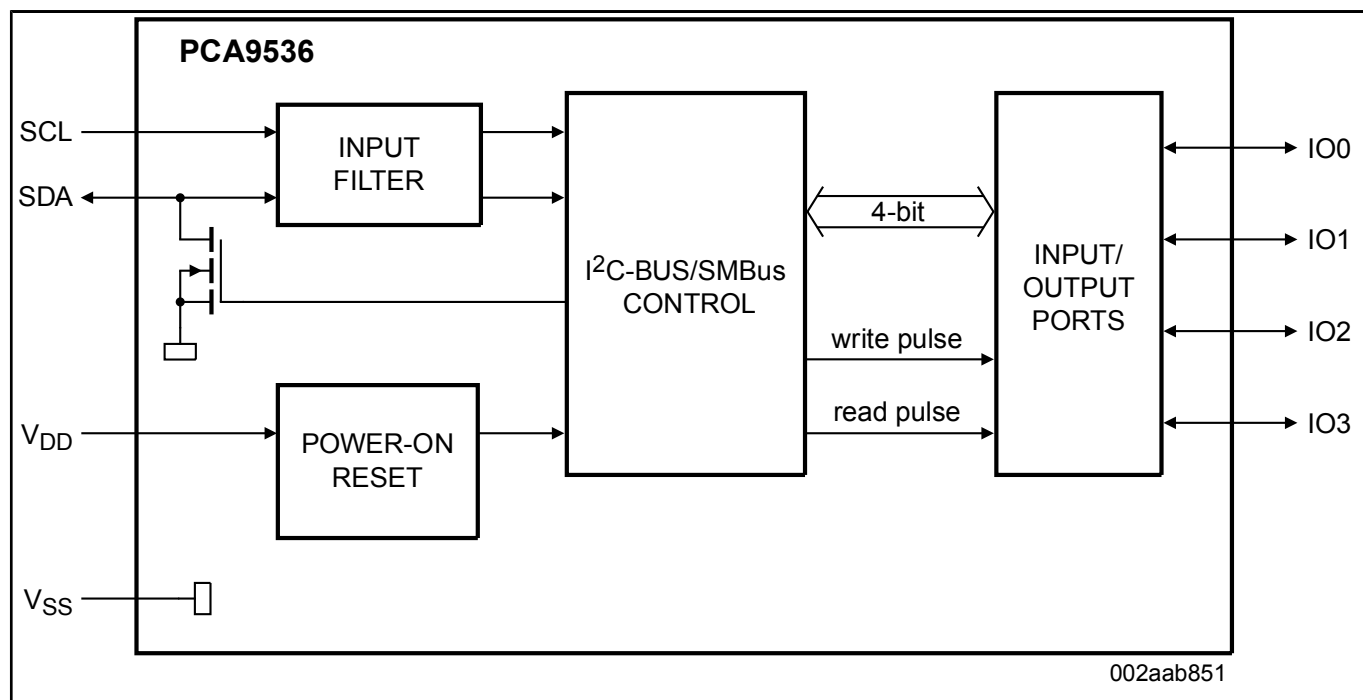 PCA9536
SCL
SDA
INPUT
FILTER
I²C-BUS/SMBus
CONTROL
4-bit
write pulse
read pulse
INPUT/
OUTPUT
PORTS
IO0
IO1
IO2
IO3
VDD
POWER-ON
RESET
VSS
002aab851